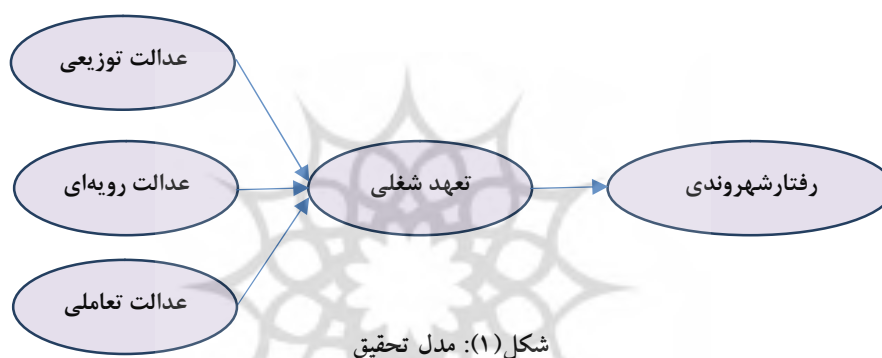 عدالت توزیعی
عدالت رویه‌ای
تعهد شغلی
رفتارشهروندی
عدالت تعاملی
شکل(۱): مدل تحقیق